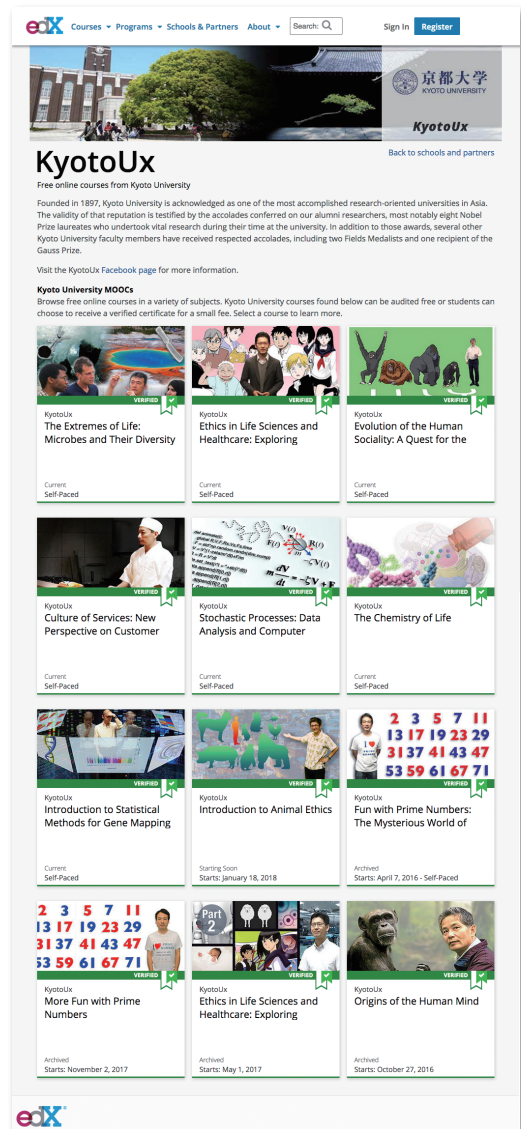 edX Courses Programs Schools & Partners About Search: Sign In Register
京都大学
KYOTO UNIVERSITY
KyotoUx
KyotoUx
Back to schools and partners
Free online courses from Kyoto University
Founded in 1897, Kyoto University is acknowledged as one of the most accomplished research-oriented universities in Asia.
The validity of that reputation is testified by the accolades conferred on our alumni researchers, most notably eight Nobel
Prize laureates who undertook vital research during their time at the university. In addition to those awards, several other
Kyoto University faculty members have received respected accolades, including two Fields Medalists and one recipient of the
Gauss Prize.
Visit the KyotoUx Facebook page for more information.
Kyoto University MOOCs
Browse free online courses in a variety of subjects. Kyoto University courses found below can be audited free or students can
choose to receive a verified certificate for a small fee. Select a course to learn more.
VERIFIED
KyotoUx
The Extremes of Life:
Microbes and Their Diversity
Current
Self-Paced
VERIFIED
KyotoUx
Ethics in Life Sciences and
Healthcare: Exploring
Current
Self-Paced
VERIFIED
KyotoUx
Evolution of the Human
Sociality: A Quest for the
Current
Self-Paced
VERIFIED
KyotoUx
Culture of Services: New
Perspective on Customer
Current
Self-Paced
V(t)
F(t) R(t)
m
-ζV(t)
m dV/dt = -ζV + F
VERIFIED
KyotoUx
Stochastic Processes: Data
Analysis and Computer
Current
Self-Paced
VERIFIED
KyotoUx
The Chemistry of Life
Current
Self-Paced
VERIFIED
KyotoUx
Introduction to Statistical
Methods for Gene Mapping
Current
Self-Paced
VERIFIED
KyotoUx
Introduction to Animal Ethics
Starting Soon
Starts: January 18, 2018
2 3 5 7 11
13 17 19 23 29
31 37 41 43 47
53 59 61 67 71
VERIFIED
KyotoUx
Fun with Prime Numbers:
The Mysterious World of
Archived
Starts: April 7, 2016 - Self-Paced
2 3 5 7 11
13 17 19 23 29
31 37 41 43 47
53 59 61 67 71
VERIFIED
KyotoUx
More Fun with Prime
Numbers
Archived
Starts: November 2, 2017
Part
2
VERIFIED
KyotoUx
Ethics in Life Sciences and
Healthcare: Exploring
Archived
Starts: May 1, 2017
VERIFIED
KyotoUx
Origins of the Human Mind
Archived
Starts: October 27, 2016
edX